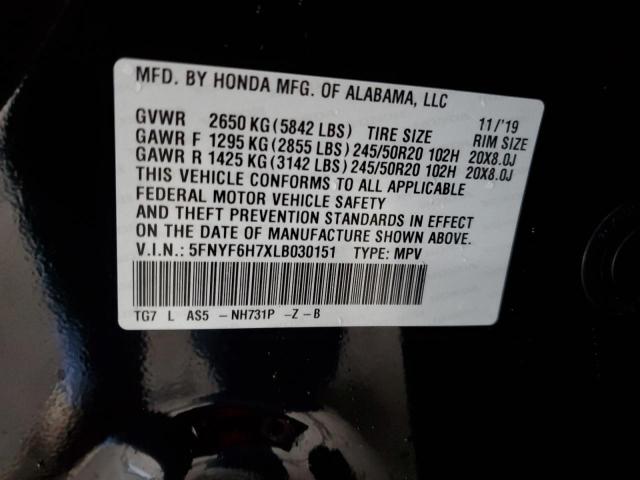 MFD. BY HONDA MFG. OF ALABAMA, LLC
11/'19
GVWR 2650 KG (5842 LBS) TIRE SIZE RIM SIZE
GAWR F 1295 KG (2855 LBS) 245/50R20 102H 20X8.0J
GAWR R 1425 KG (3142 LBS) 245/50R20 102H 20X8.0J
THIS VEHICLE CONFORMS TO ALL APPLICABLE
FEDERAL MOTOR VEHICLE SAFETY
AND THEFT PREVENTION STANDARDS IN EFFECT
ON THE DATE OF MANUFACTURE SHOWN ABOVE.
V.I.N.: 5FNYF6H7XLB030151 TYPE: MPV
TG7 L AS5 - NH731P - Z - B